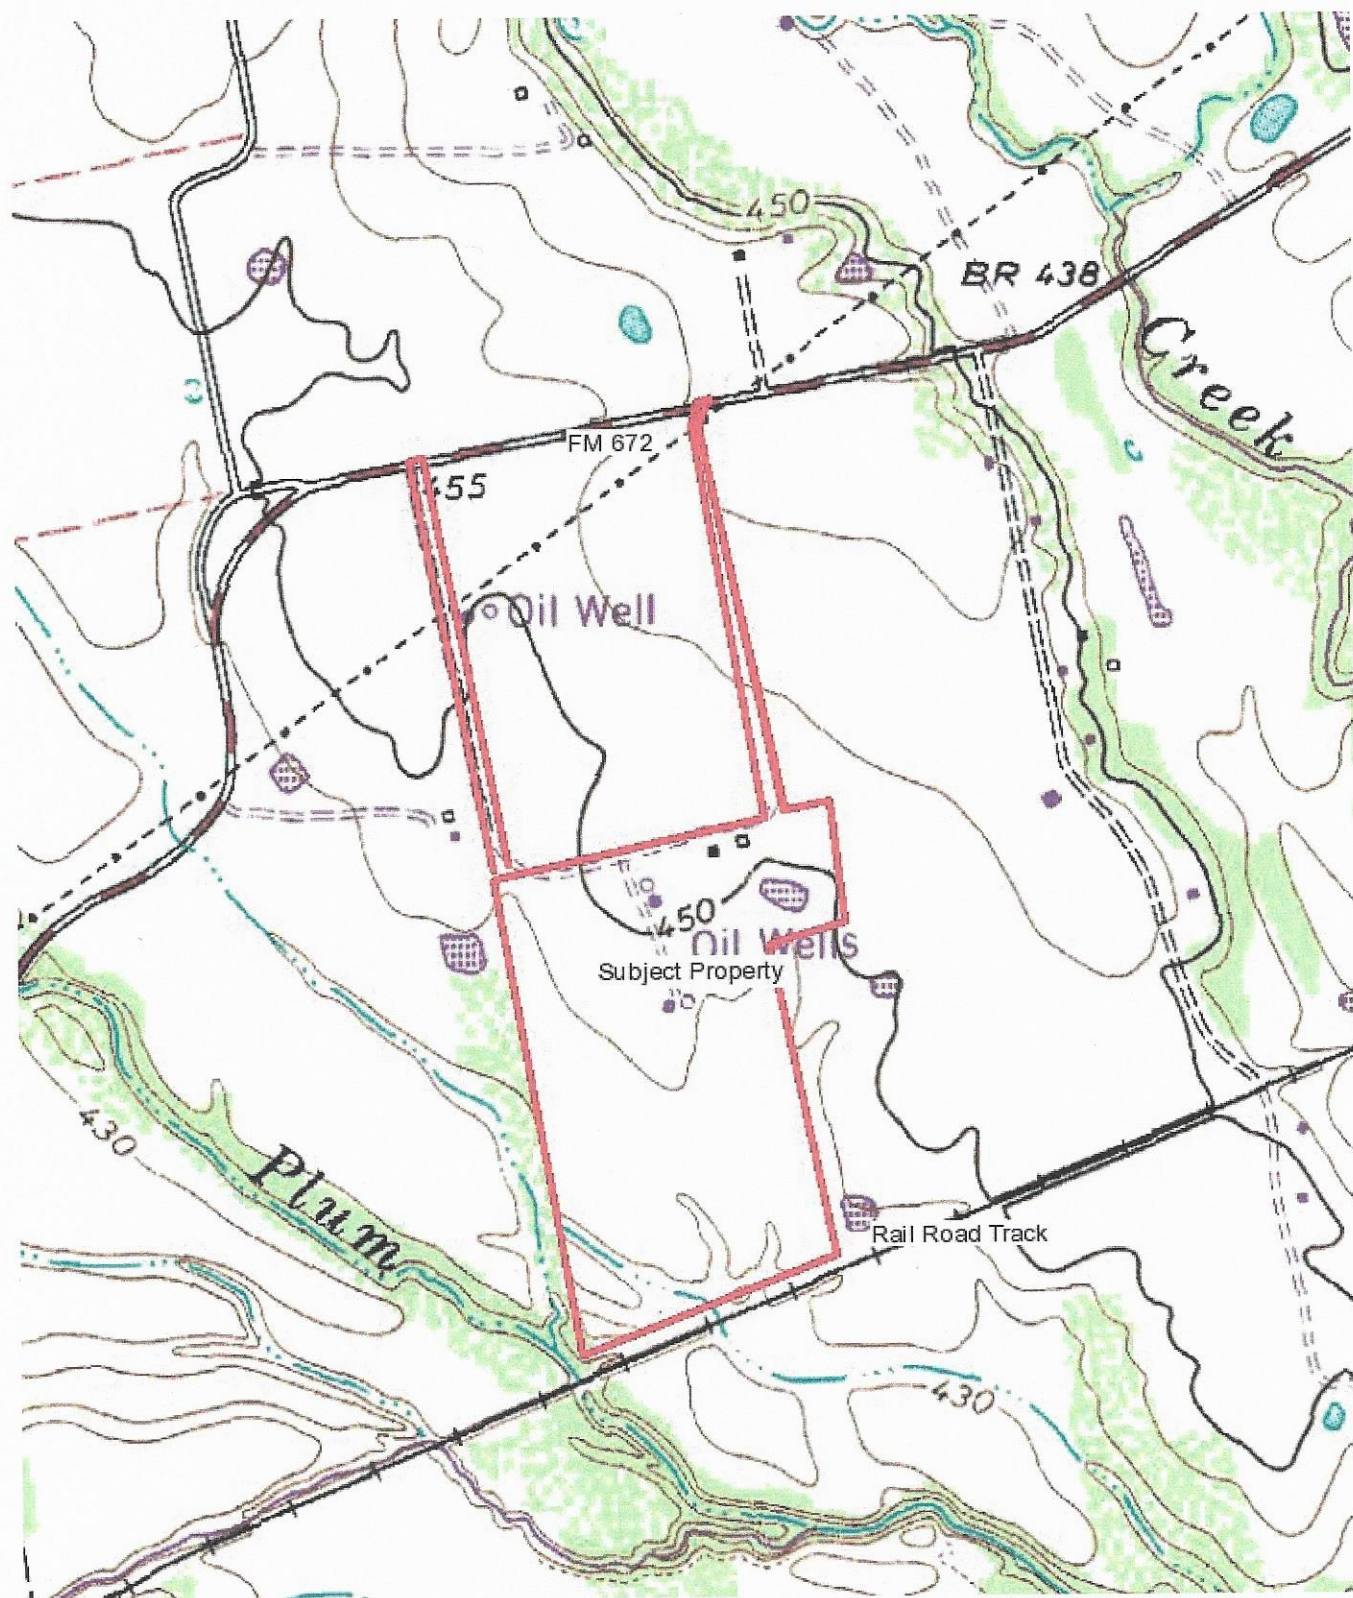 450
BR 438
Creek
FM 672
455
Oil Well
450
Oil Wells
Subject Property
430
Plum
Rail Road Track
430